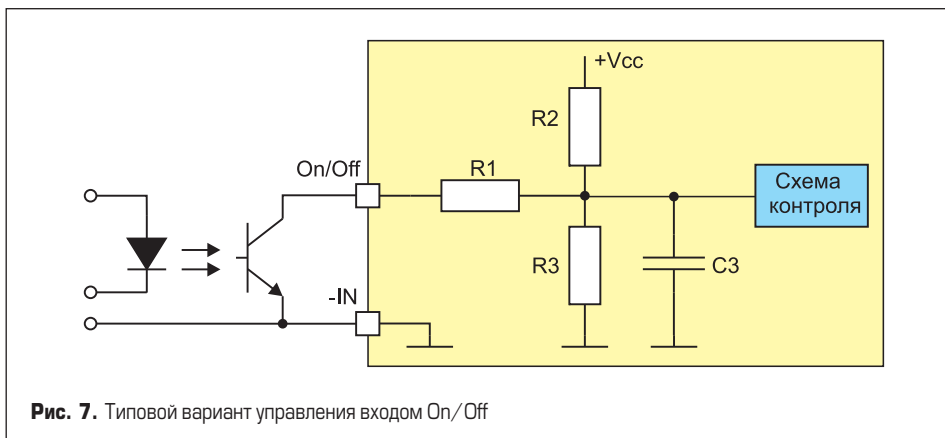 +Vcc
R2
On/Off
R1
Схема
контроля
R3
C3
-IN
Рис. 7. Типовой вариант управления входом On/Off